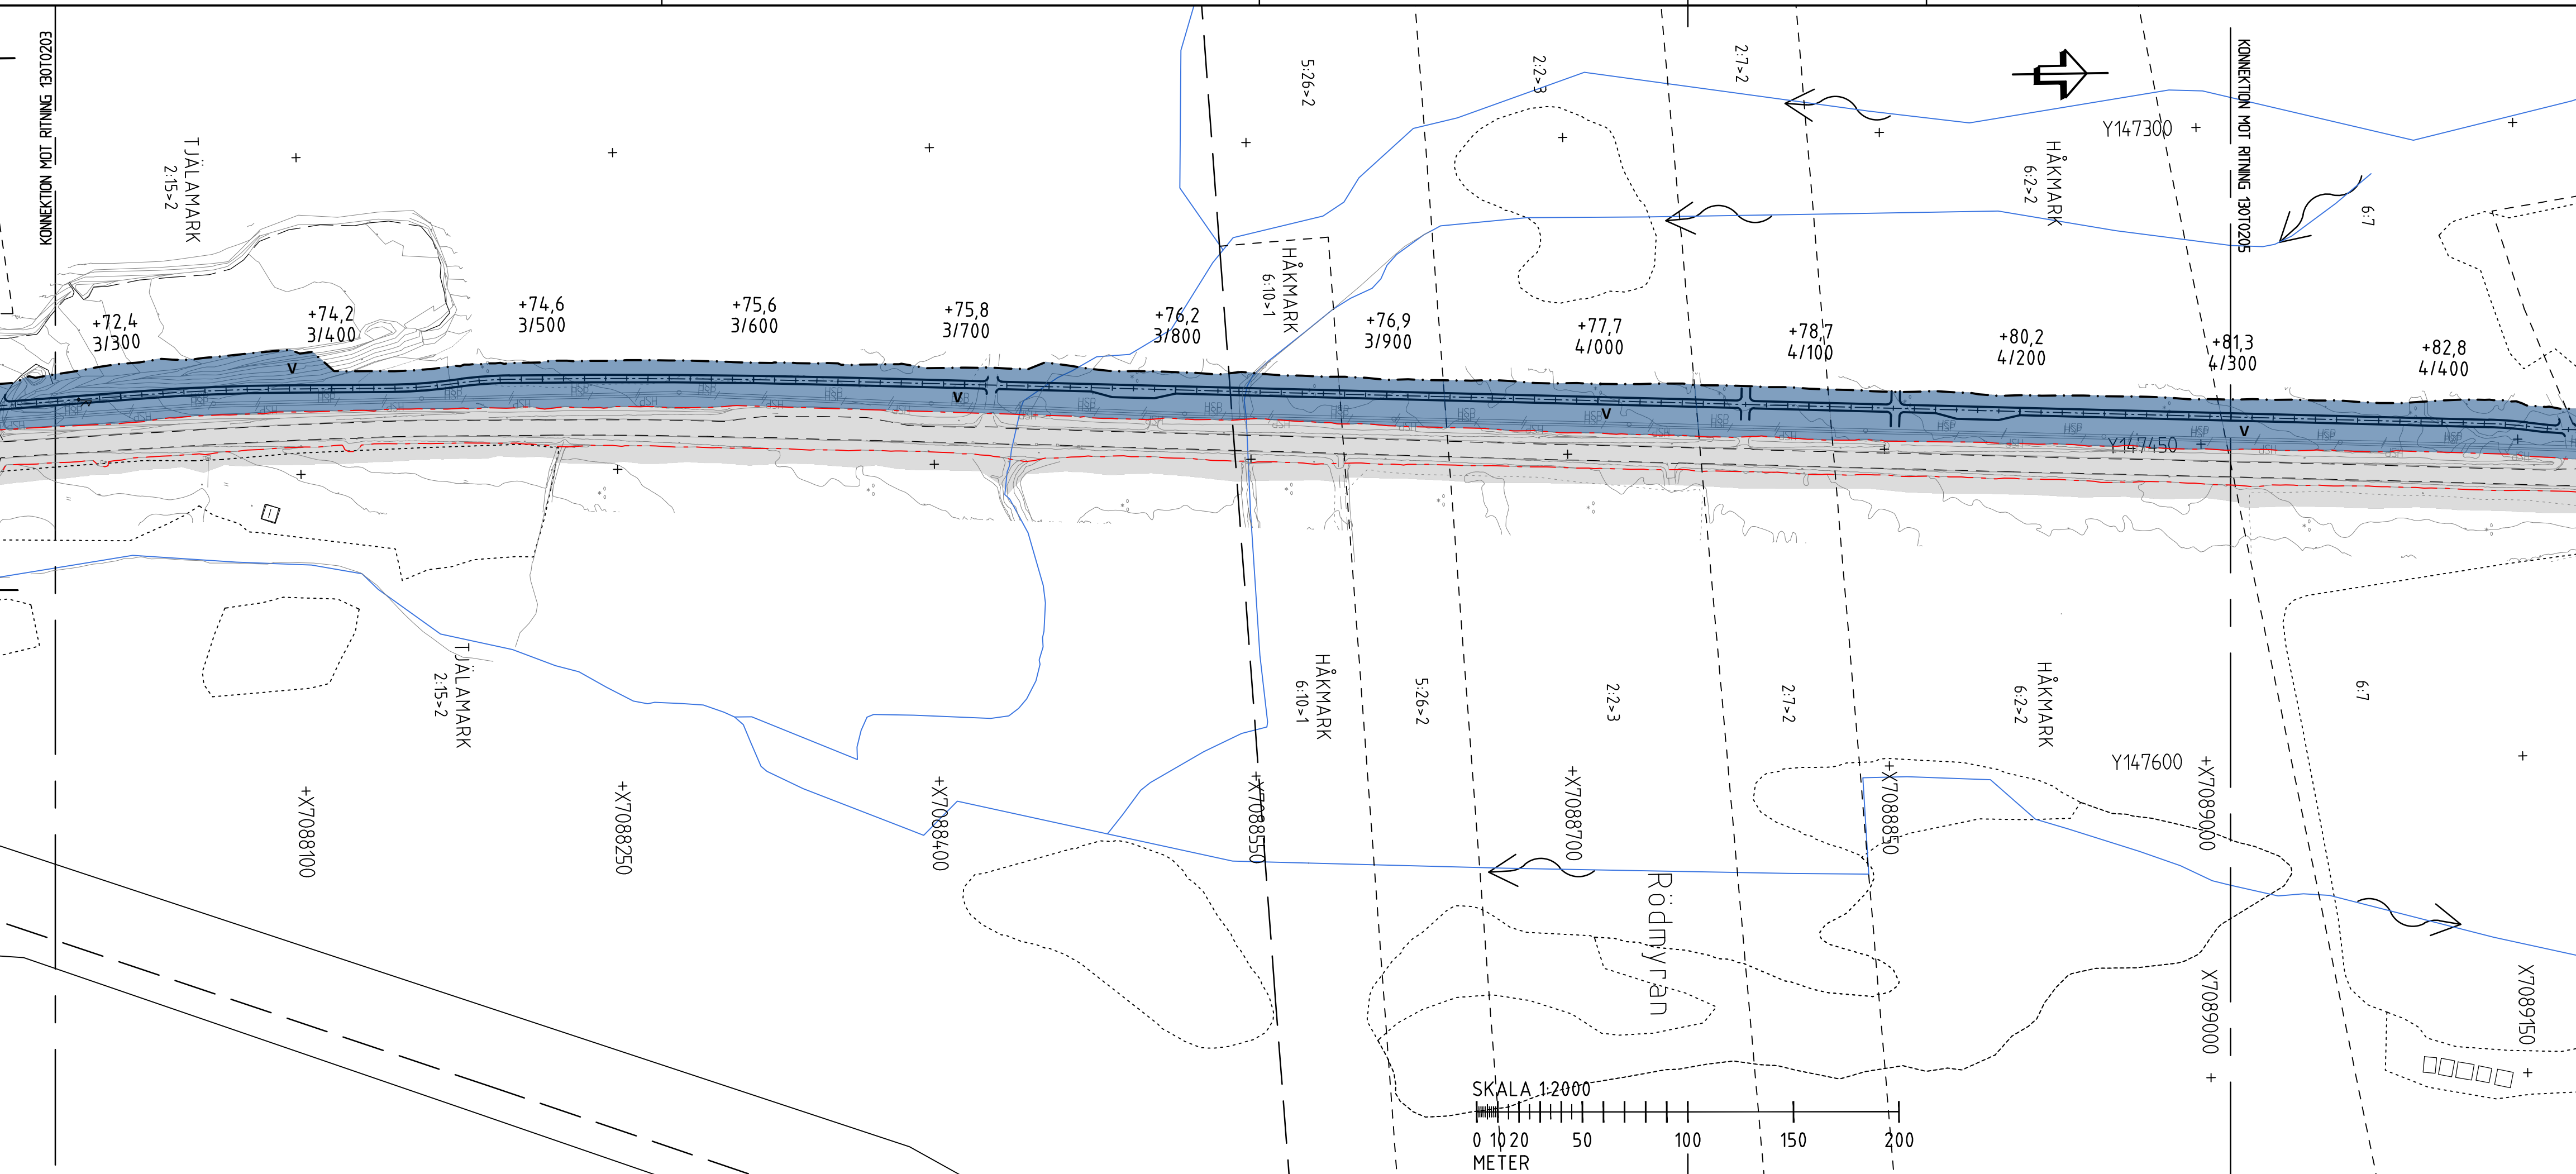 KONNEKTION MOT RITNING 130T0203
TJÄLAMARK
2:15>2
5:26>2
2:2>3
2:7>2
HÅKMARK
6:2>2
Y147300
KONNEKTION MOT RITNING 130T0205
6:7
HÅKMARK
6:10>1
+72,4
3/300
+74,2
3/400
+74,6
3/500
+75,6
3/600
+75,8
3/700
+76,2
3/800
+76,9
3/900
+77,7
4/000
+78,7
4/100
+80,2
4/200
+81,3
4/300
+82,8
4/400
V
V
V
V
Y147450
TJÄLAMARK
2:15>2
HÅKMARK
6:10>1
5:26>2
2:2>3
2:7>2
HÅKMARK
6:2>2
6:7
Y147600
X7088100
X7088250
X7088400
X7088550
X7088700
X7088850
X7089000
Rödmyran
X7089000
X7089150
SKALA 1:2000
0 10 20 50 100 150 200
METER